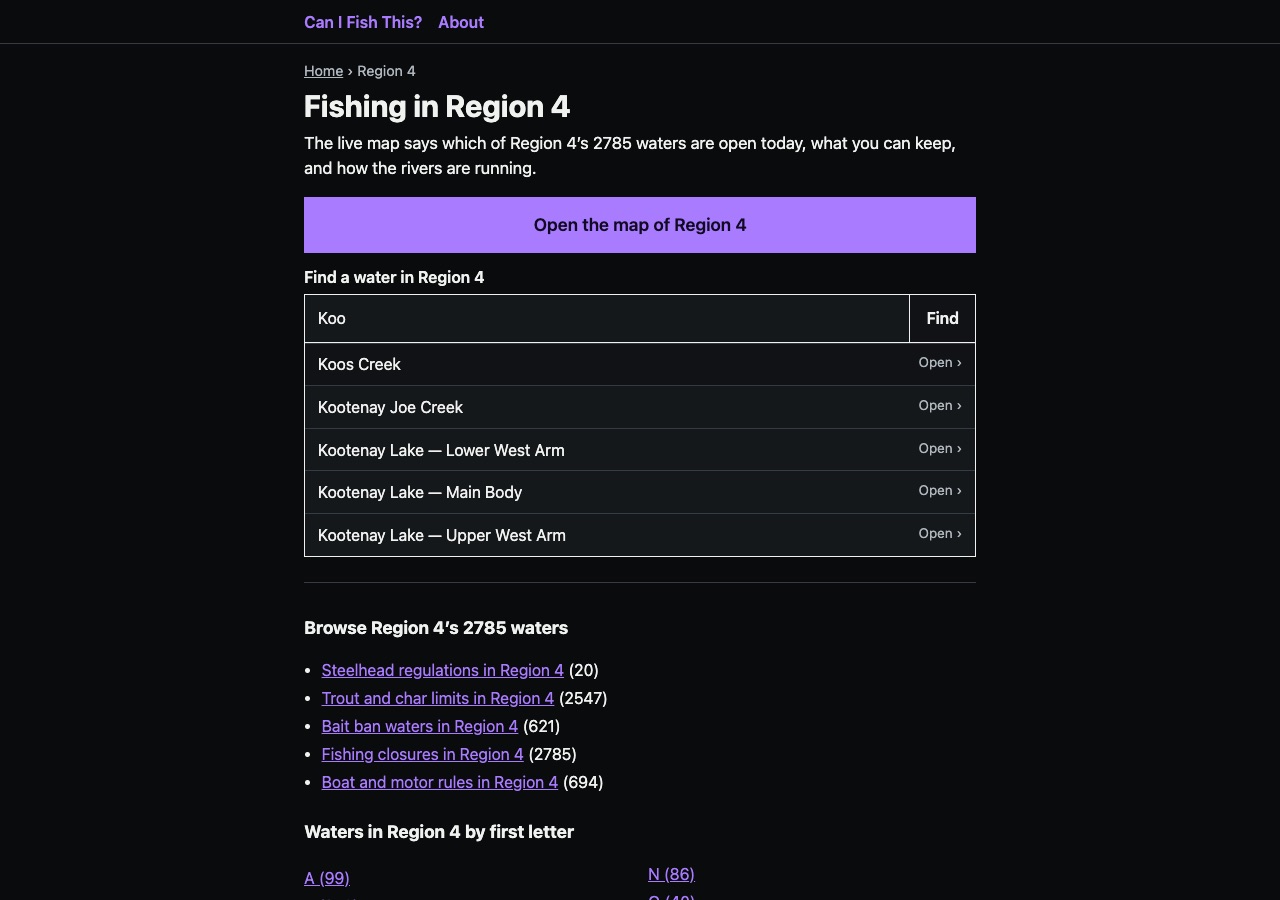 Can I Fish This? About
Home › Region 4
Fishing in Region 4
The live map says which of Region 4’s 2785 waters are open today, what you can keep,
and how the rivers are running.
Open the map of Region 4
Find a water in Region 4
Koo Find
Koos Creek Open ›
Kootenay Joe Creek Open ›
Kootenay Lake — Lower West Arm Open ›
Kootenay Lake — Main Body Open ›
Kootenay Lake — Upper West Arm Open ›
Browse Region 4’s 2785 waters
• Steelhead regulations in Region 4 (20)
• Trout and char limits in Region 4 (2547)
• Bait ban waters in Region 4 (621)
• Fishing closures in Region 4 (2785)
• Boat and motor rules in Region 4 (694)
Waters in Region 4 by first letter
A (99)
N (86)